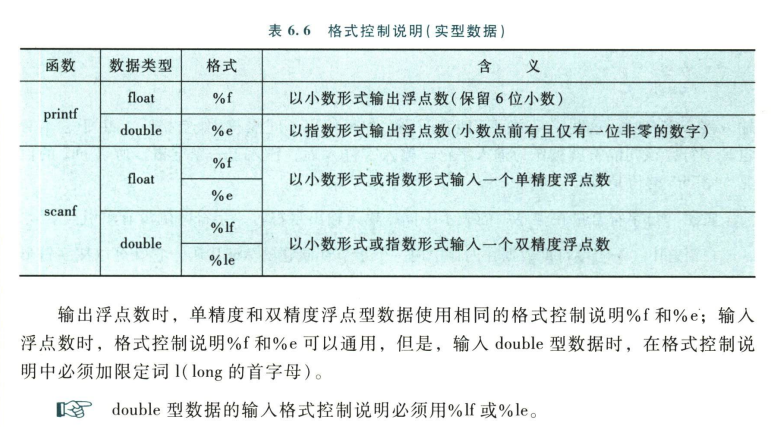 表 6.6 格式控制说明(实型数据)
函数 数据类型 格式 含 义
printf float %f 以小数形式输出浮点数(保留 6 位小数)
double %e 以指数形式输出浮点数(小数点前有且仅有一位非零的数字)
scanf float %f 以小数形式或指数形式输入一个单精度浮点数
%e
double %lf 以小数形式或指数形式输入一个双精度浮点数
%le
输出浮点数时，单精度和双精度浮点型数据使用相同的格式控制说明%f 和%e；输入
浮点数时，格式控制说明%f 和%e 可以通用，但是，输入 double 型数据时，在格式控制说
明中必须加限定词 l(long 的首字母)。
double 型数据的输入格式控制说明必须用%lf 或%le。